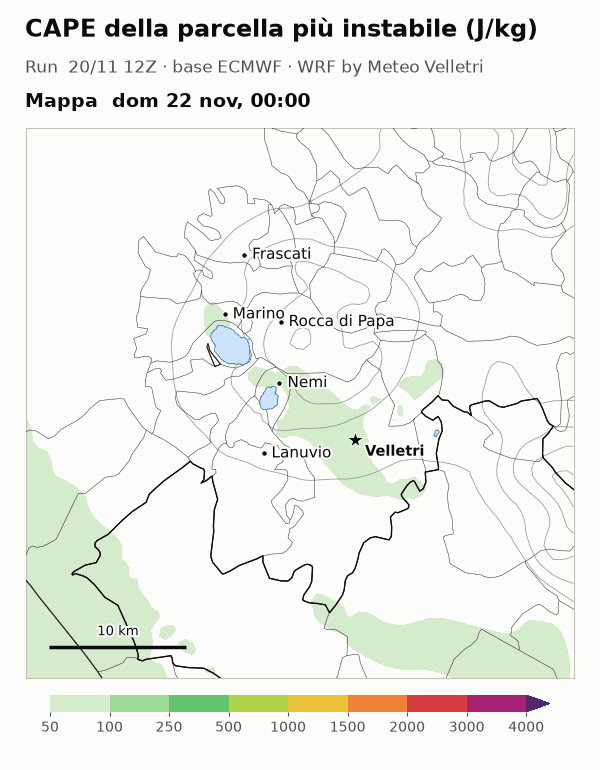 CAPE della parcella più instabile (J/kg)
Run  20/11 12Z · base ECMWF · WRF by Meteo Velletri
Mappa  dom 22 nov, 00:00
Frascati
Marino
Rocca di Papa
Nemi
Velletri
Lanuvio
10 km
50 100 250 500 1000 1500 2000 3000 4000